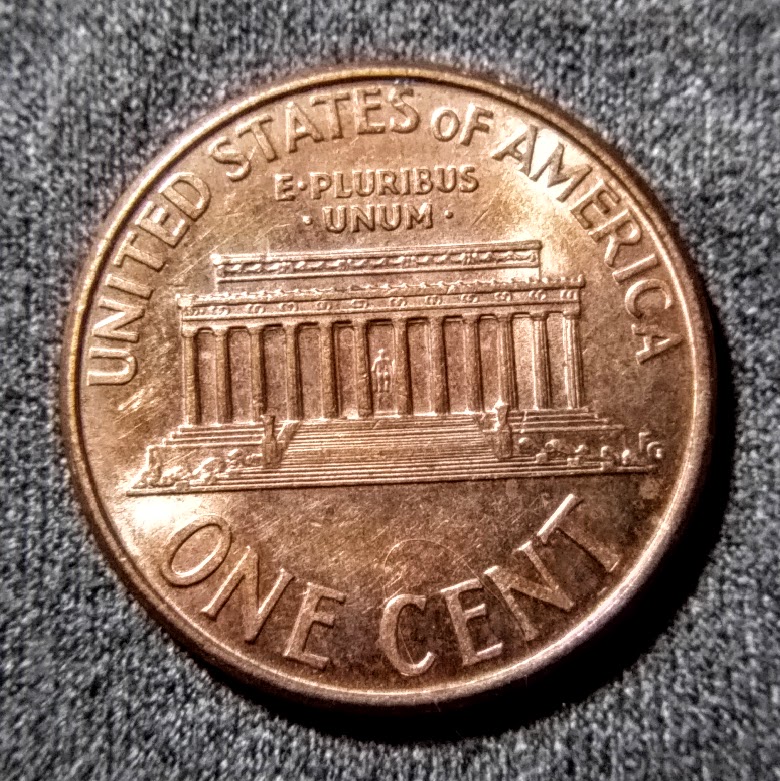 UNITED STATES OF AMERICA
E·PLURIBUS
·UNUM·
ONE CENT